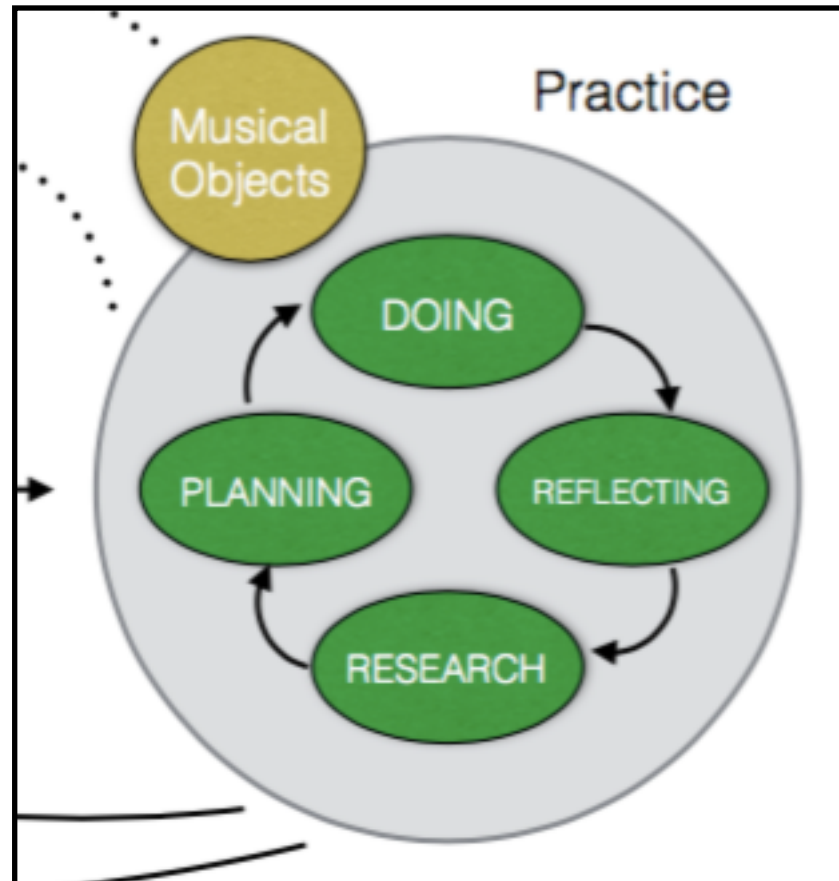 Practice
Musical
Objects
DOING
PLANNING
REFLECTING
RESEARCH